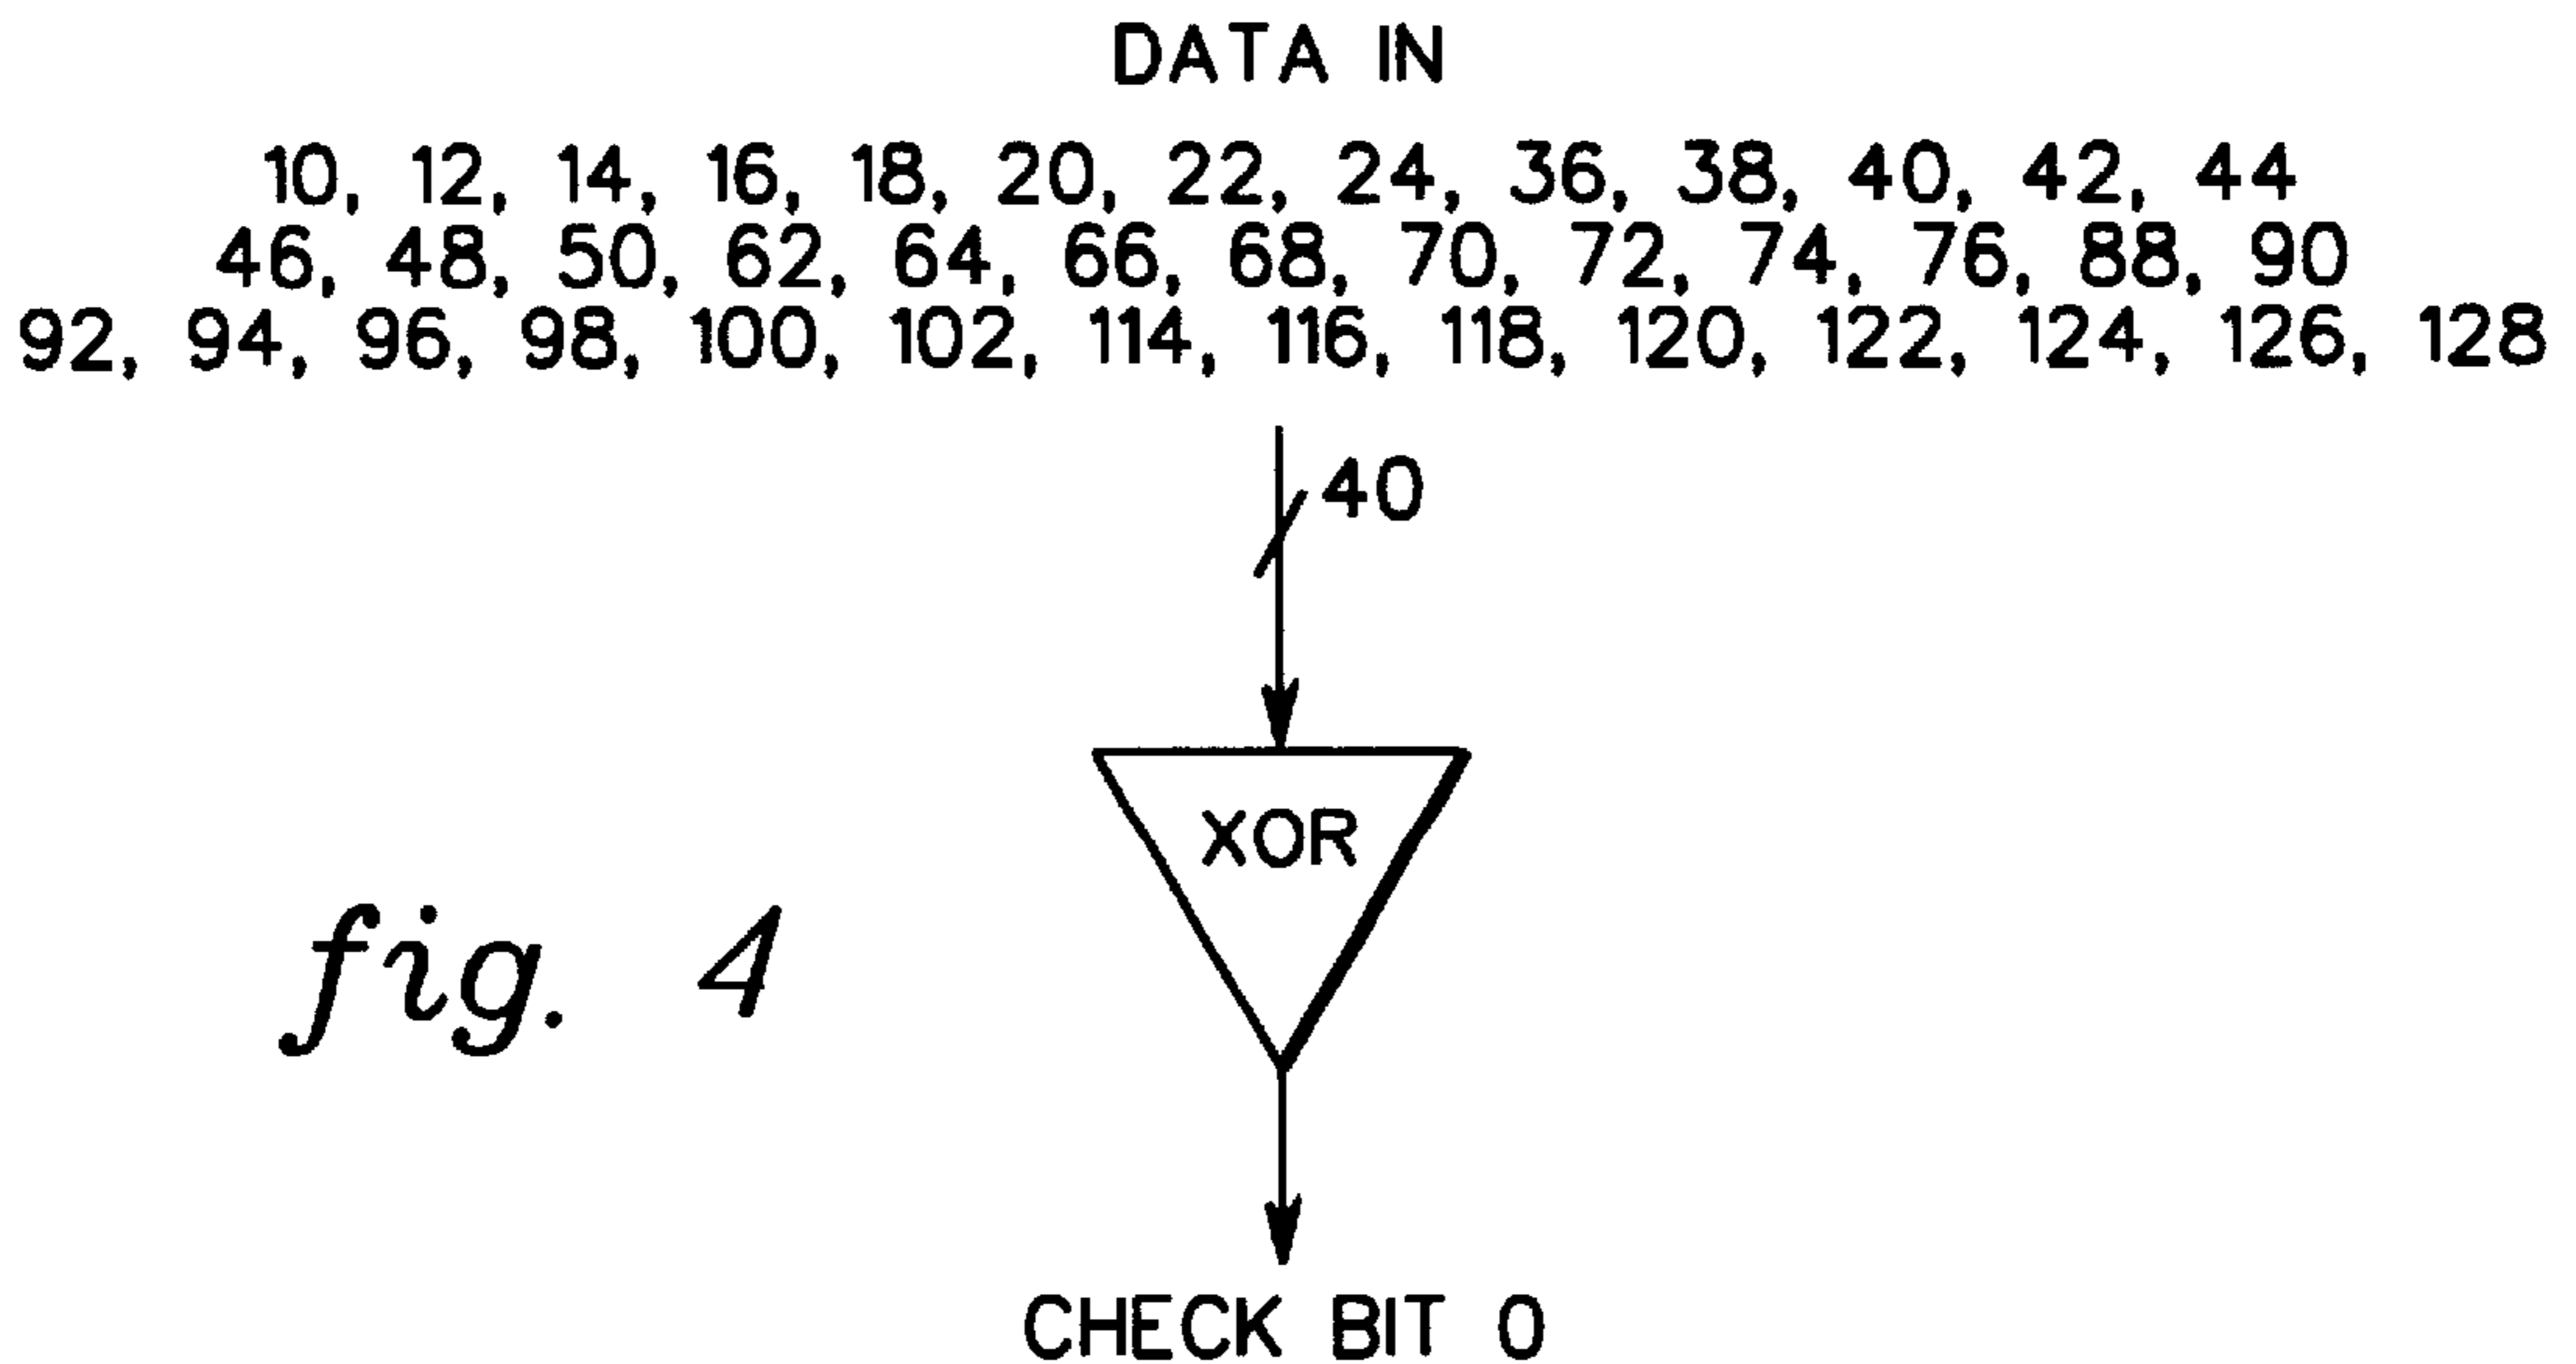 DATA IN
10, 12, 14, 16, 18, 20, 22, 24, 36, 38, 40, 42, 44
46, 48, 50, 62, 64, 66, 68, 70, 72, 74, 76, 88, 90
92, 94, 96, 98, 100, 102, 114, 116, 118, 120, 122, 124, 126, 128
40
XOR
fig. 4
CHECK BIT 0